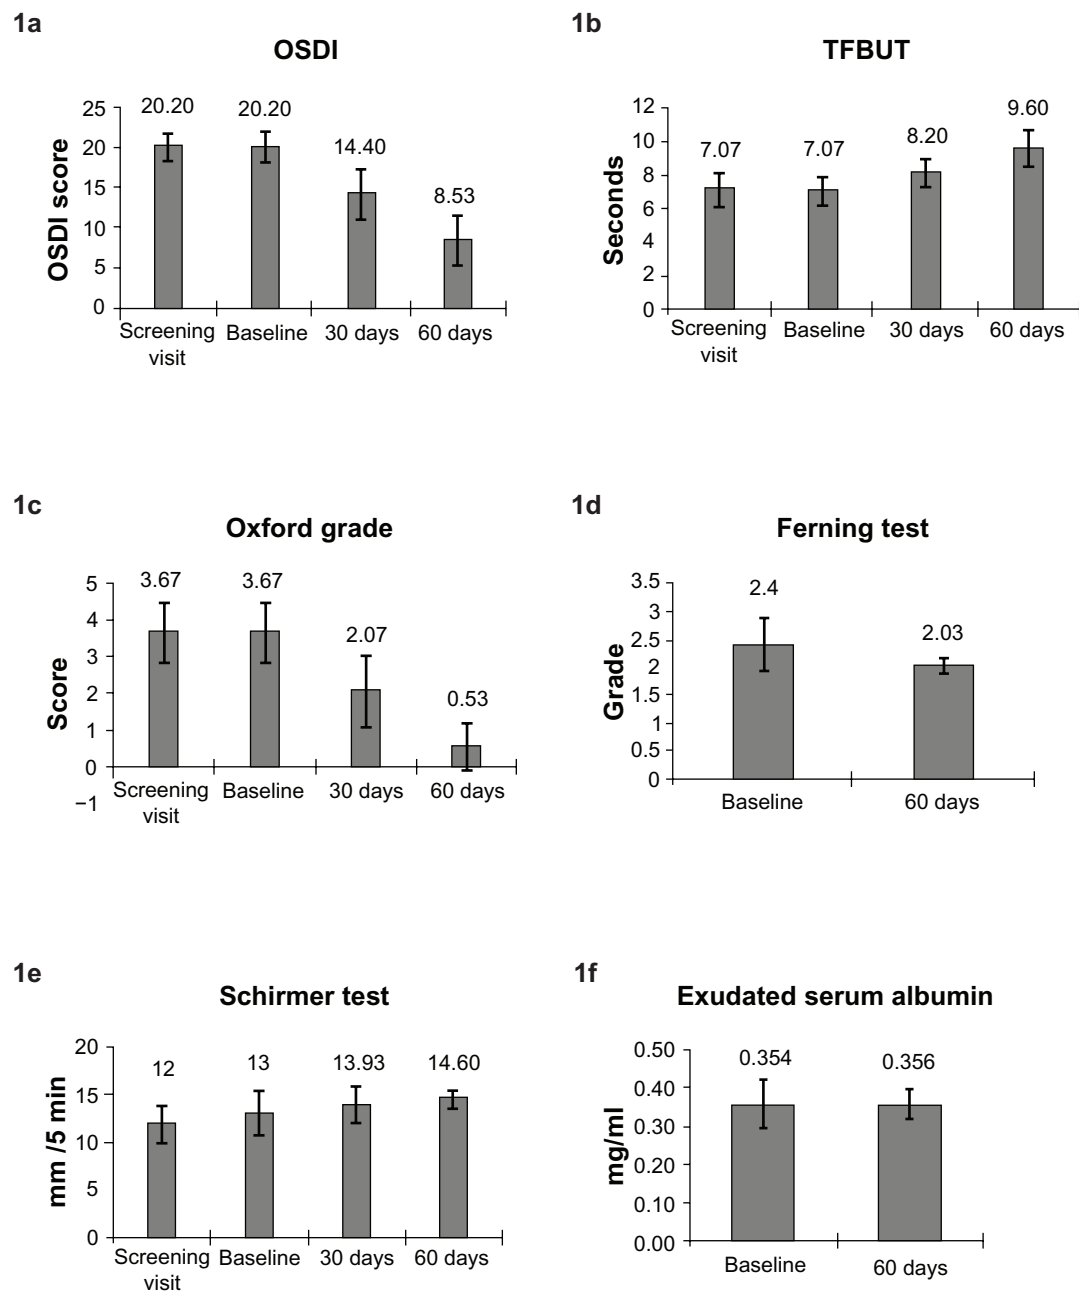 1a
OSDI
OSDI score
25
20
15
10
5
0
20.20
20.20
14.40
8.53
Screening visit
Baseline
30 days
60 days
1b
TFBUT
Seconds
12
10
8
6
4
2
0
7.07
7.07
8.20
9.60
Screening visit
Baseline
30 days
60 days
1c
Oxford grade
Score
5
4
3
2
1
0
−1
3.67
3.67
2.07
0.53
Screening visit
Baseline
30 days
60 days
1d
Ferning test
Grade
3.5
3
2.5
2
1.5
1
0.5
0
2.4
2.03
Baseline
60 days
1e
Schirmer test
mm /5 min
20
15
10
5
0
12
13
13.93
14.60
Screening visit
Baseline
30 days
60 days
1f
Exudated serum albumin
mg/ml
0.50
0.40
0.30
0.20
0.10
0.00
0.354
0.356
Baseline
60 days